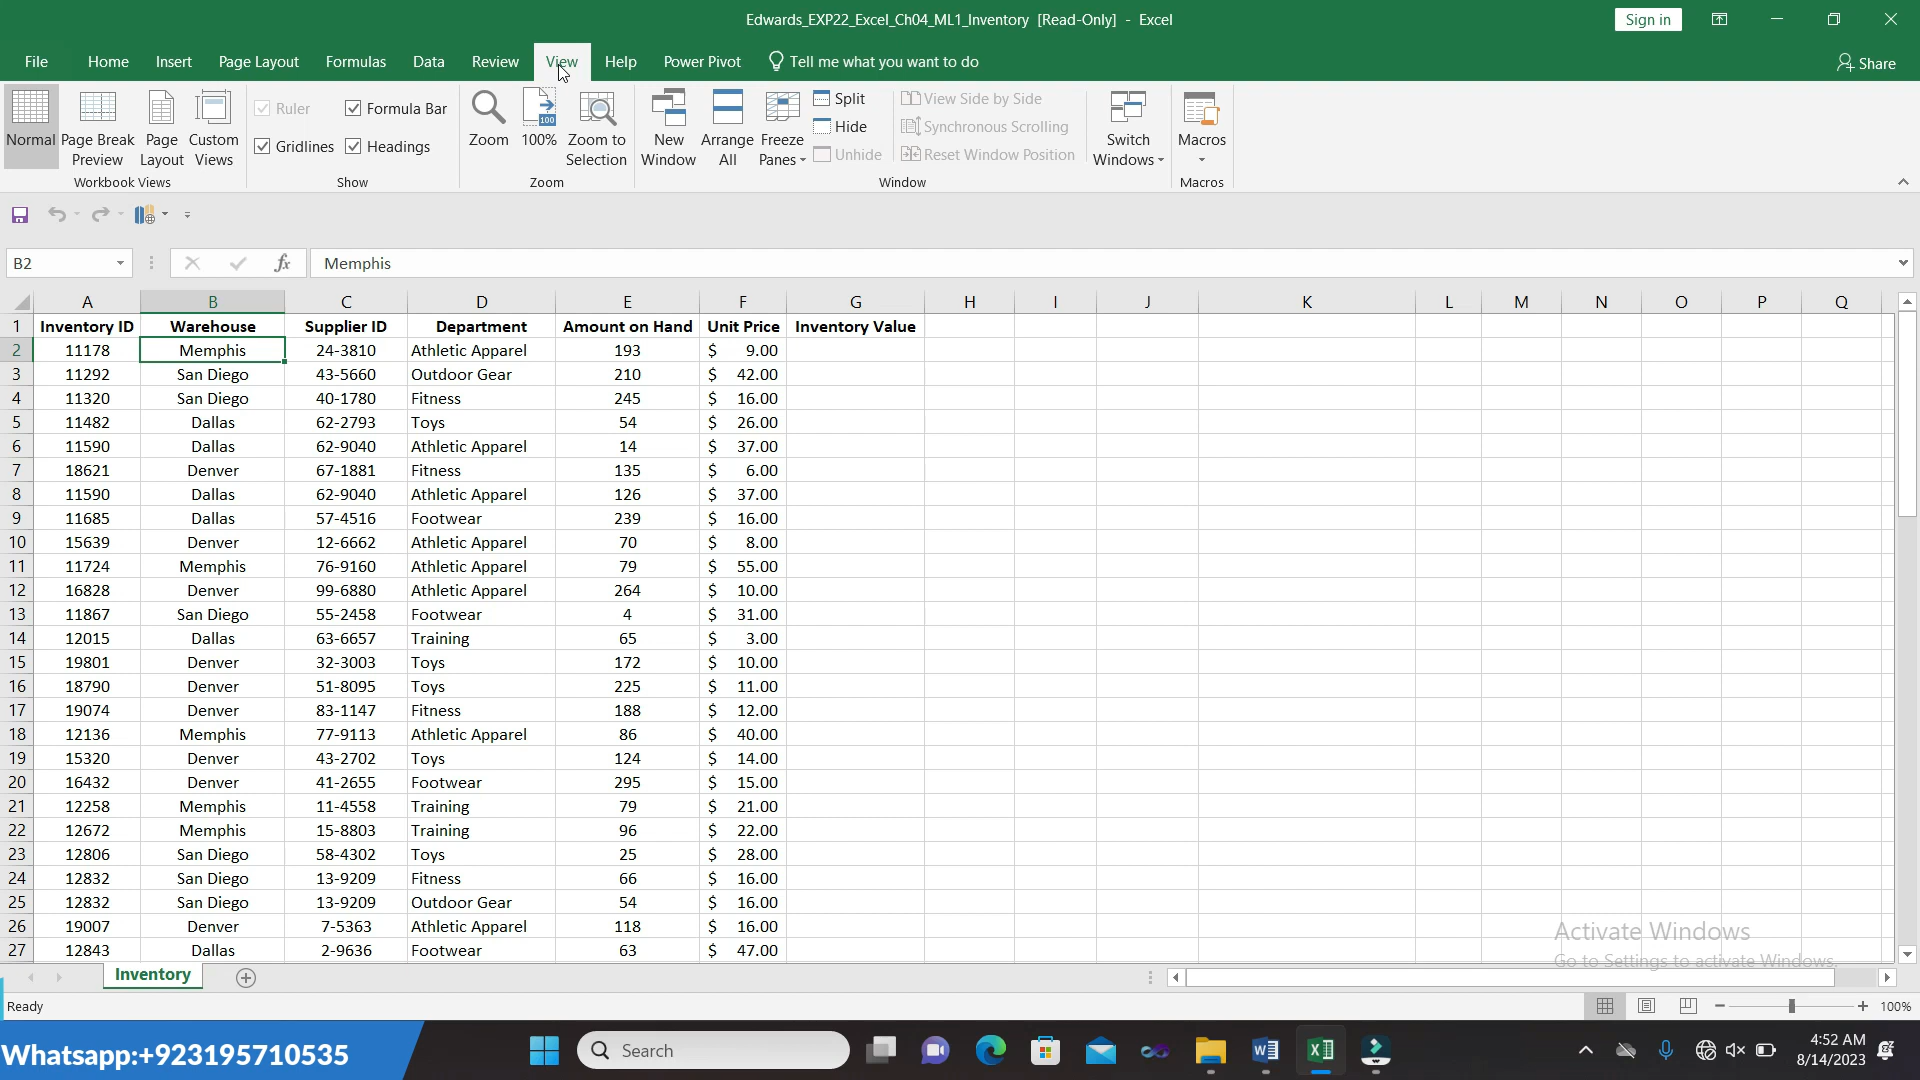 Edwards_EXP22_Excel_Ch04_ML1_Inventory [Read-Only] - Excel
Sign in
File Home Insert Page Layout Formulas Data Review View Help Power Pivot Tell me what you want to do Share
Normal Page Break Preview Page Layout Custom Views
Workbook Views
Ruler Formula Bar
Gridlines Headings
Show
Zoom 100% Zoom to Selection
Zoom
New Window Arrange All Freeze Panes
Split
Hide
Unhide
View Side by Side
Synchronous Scrolling
Reset Window Position
Switch Windows
Window
Macros
Macros
B2 fx Memphis
A B C D E F G H I J K L M N O P Q
1 Inventory ID Warehouse Supplier ID Department Amount on Hand Unit Price Inventory Value
2 11178 Memphis 24-3810 Athletic Apparel 193 $ 9.00
3 11292 San Diego 43-5660 Outdoor Gear 210 $ 42.00
4 11320 San Diego 40-1780 Fitness 245 $ 16.00
5 11482 Dallas 62-2793 Toys 54 $ 26.00
6 11590 Dallas 62-9040 Athletic Apparel 14 $ 37.00
7 18621 Denver 67-1881 Fitness 135 $ 6.00
8 11590 Dallas 62-9040 Athletic Apparel 126 $ 37.00
9 11685 Dallas 57-4516 Footwear 239 $ 16.00
10 15639 Denver 12-6662 Athletic Apparel 70 $ 8.00
11 11724 Memphis 76-9160 Athletic Apparel 79 $ 55.00
12 16828 Denver 99-6880 Athletic Apparel 264 $ 10.00
13 11867 San Diego 55-2458 Footwear 4 $ 31.00
14 12015 Dallas 63-6657 Training 65 $ 3.00
15 19801 Denver 32-3003 Toys 172 $ 10.00
16 18790 Denver 51-8095 Toys 225 $ 11.00
17 19074 Denver 83-1147 Fitness 188 $ 12.00
18 12136 Memphis 77-9113 Athletic Apparel 86 $ 40.00
19 15320 Denver 43-2702 Toys 124 $ 14.00
20 16432 Denver 41-2655 Footwear 295 $ 15.00
21 12258 Memphis 11-4558 Training 79 $ 21.00
22 12672 Memphis 15-8803 Training 96 $ 22.00
23 12806 San Diego 58-4302 Toys 25 $ 28.00
24 12832 San Diego 13-9209 Fitness 66 $ 16.00
25 12832 San Diego 13-9209 Outdoor Gear 54 $ 16.00
26 19007 Denver 7-5363 Athletic Apparel 118 $ 16.00
27 12843 Dallas 2-9636 Footwear 63 $ 47.00
Activate Windows
Go to Settings to activate Windows.
Inventory
Ready
100%
Whatsapp:+923195710535
Search
4:52 AM
8/14/2023